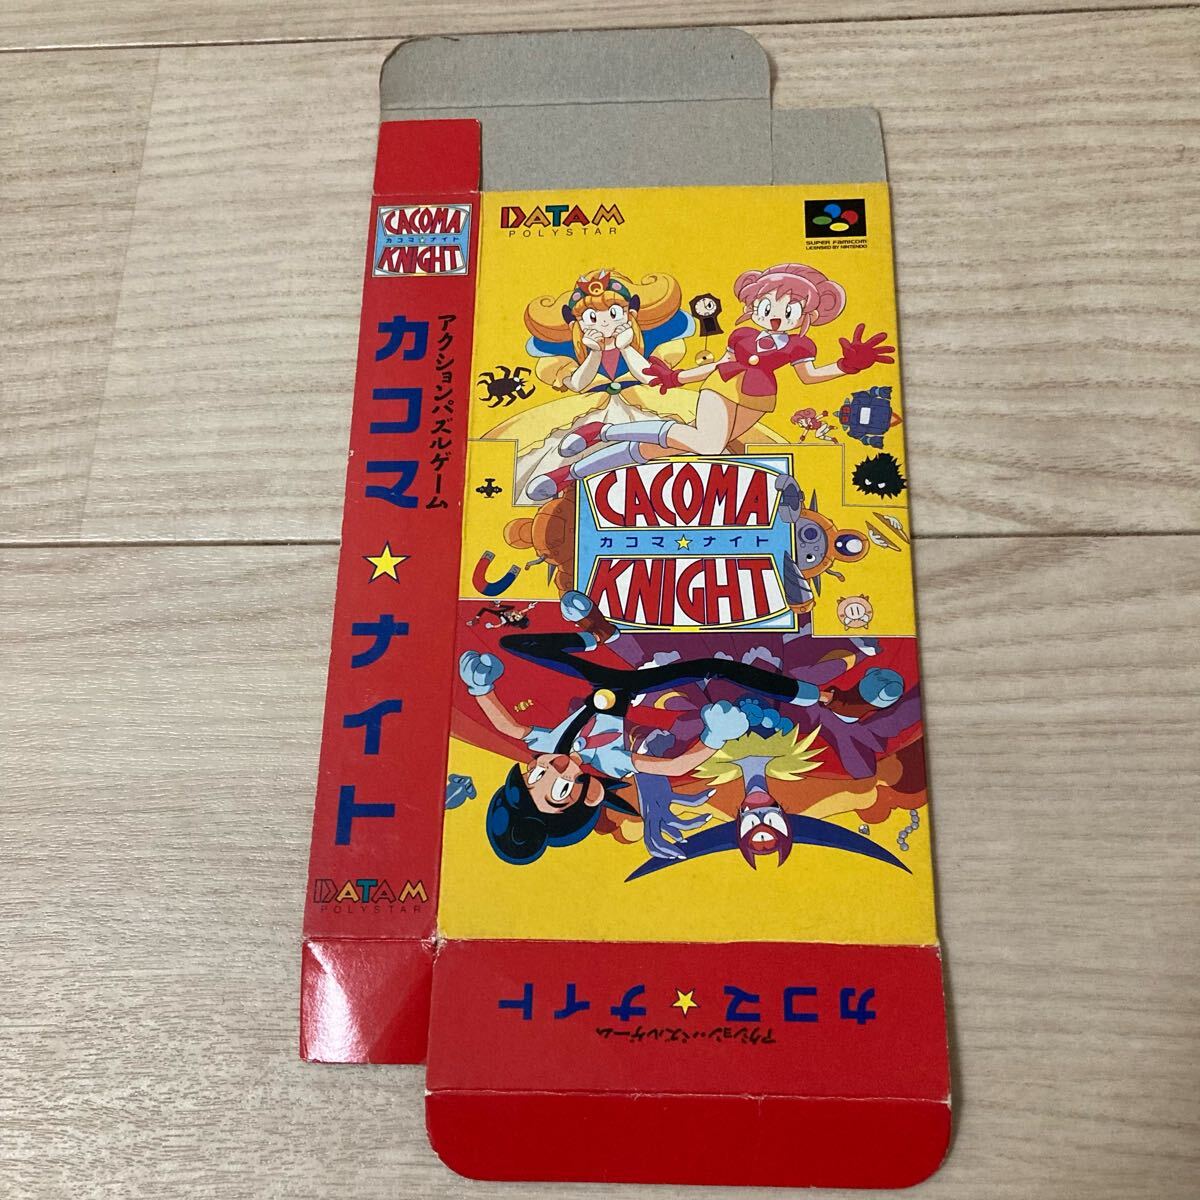 CACOMA
カコマ☆ナイト
KNIGHT
アクションパズルゲーム
カコマ★ナイト
DATAM
POLYSTAR
DATAM
POLYSTAR
SUPER FAMICOM
LICENSED BY NINTENDO
CACOMA
カコマ☆ナイト
KNIGHT
カコマ★ナイト
アクションパズルゲーム